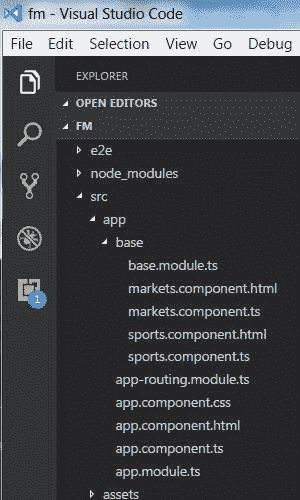 fm - Visual Studio Code
File Edit Selection View Go Debug
EXPLORER
OPEN EDITORS
FM
e2e
node_modules
src
app
base
base.module.ts
markets.component.html
markets.component.ts
sports.component.html
sports.component.ts
app-routing.module.ts
app.component.css
app.component.html
app.component.ts
app.module.ts
assets
1